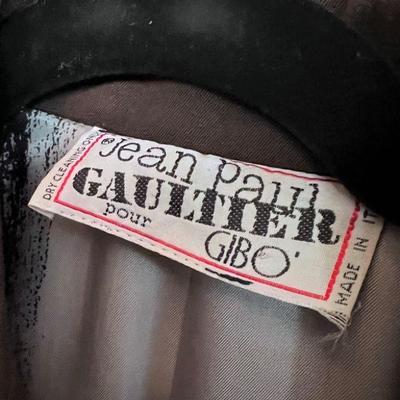 DRY CLEANING ONLY
®Jean Paul
GAULTIER
pour
GIBO'
MADE IN IT